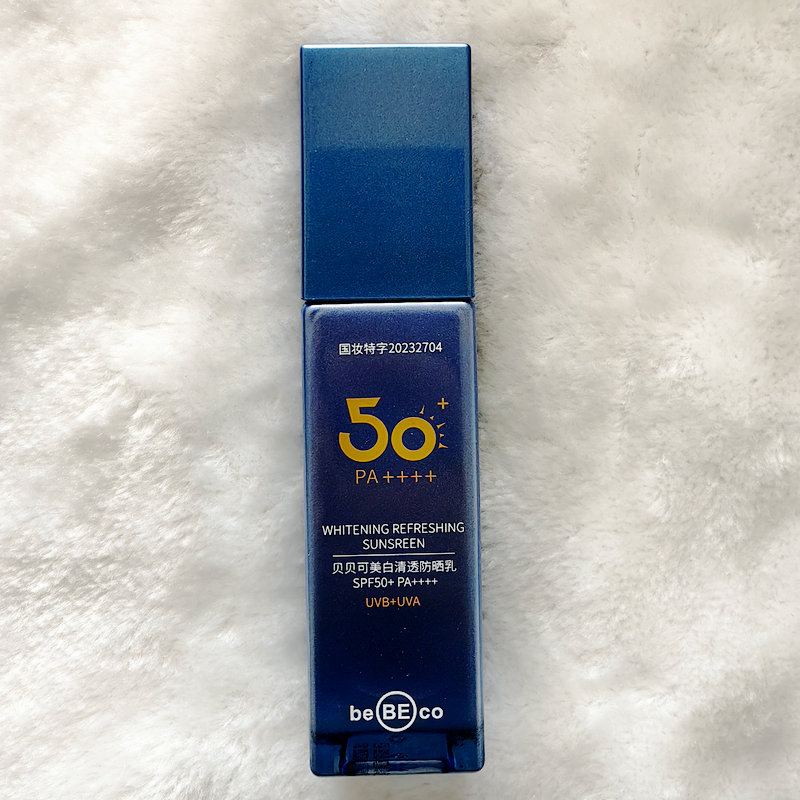 国妆特字20232704
50+
PA++++
WHITENING REFRESHING
SUNSREEN
贝贝可美白清透防晒乳
SPF50+ PA++++
UVB+UVA
beBEco